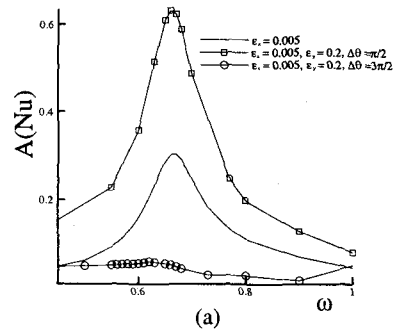 εₓ = 0.005
εₓ = 0.005, εᵧ = 0.2, Δθ = π/2
εₓ = 0.005, εᵧ = 0.2, Δθ = 3π/2
A(Nu)
0.6
0.4
0.2
0.6 0.8 1
ω
(a)